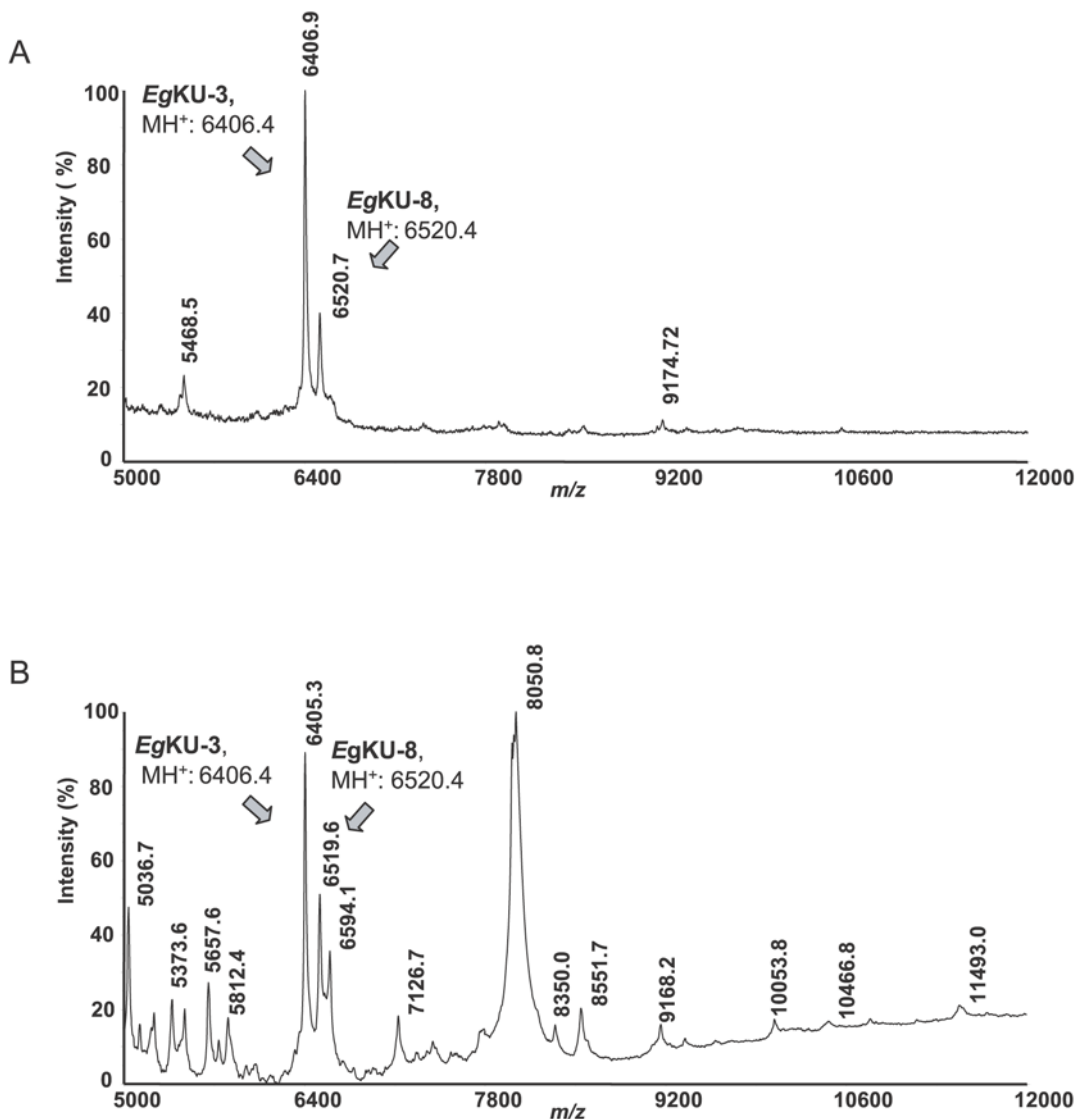 A
EgKU-3,
MH+: 6406.4
6406.9
EgKU-8,
MH+: 6520.4
6520.7
5468.5
9174.72
Intensity ( %)
100
80
60
40
20
0
5000 6400 7800 9200 10600 12000
m/z
B
EgKU-3,
MH+: 6406.4
6405.3
EgKU-8,
MH+: 6520.4
6519.6
6594.1
8050.8
5036.7
5373.6
5657.6
5812.4
7126.7
8350.0
8551.7
9168.2
10053.8
10466.8
11493.0
Intensity (%)
100
80
60
40
20
0
5000 6400 7800 9200 10600 12000
m/z